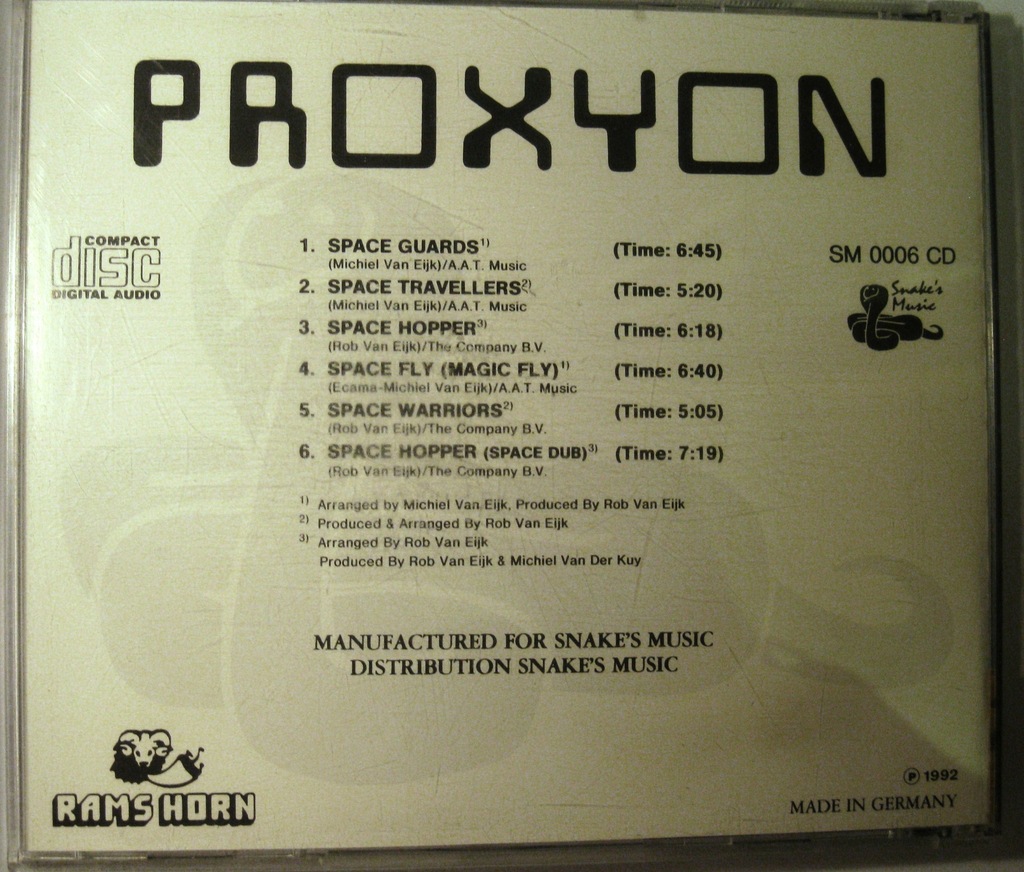 PROXYON
COMPACT
disc
DIGITAL AUDIO
1. SPACE GUARDS¹⁾ (Time: 6:45)
(Michiel Van Eijk)/A.A.T. Music
2. SPACE TRAVELLERS²⁾ (Time: 5:20)
(Michiel Van Eijk)/A.A.T. Music
3. SPACE HOPPER³⁾ (Time: 6:18)
(Rob Van Eijk)/The Company B.V.
4. SPACE FLY (MAGIC FLY)¹⁾ (Time: 6:40)
(Ecama-Michiel Van Eijk)/A.A.T. Music
5. SPACE WARRIORS²⁾ (Time: 5:05)
(Rob Van Eijk)/The Company B.V.
6. SPACE HOPPER (SPACE DUB)³⁾ (Time: 7:19)
(Rob Van Eijk)/The Company B.V.
SM 0006 CD
Snake's
Music
¹⁾ Arranged by Michiel Van Eijk, Produced By Rob Van Eijk
²⁾ Produced & Arranged By Rob Van Eijk
³⁾ Arranged By Rob Van Eijk
Produced By Rob Van Eijk & Michiel Van Der Kuy
MANUFACTURED FOR SNAKE'S MUSIC
DISTRIBUTION SNAKE'S MUSIC
RAMS HORN
℗ 1992
MADE IN GERMANY